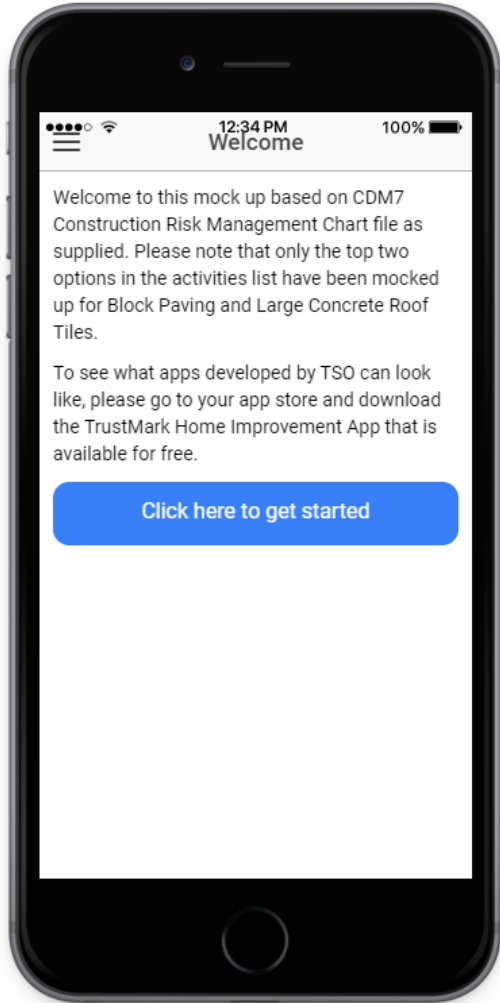 12:34 PM
100%
Welcome
Welcome to this mock up based on CDM7
Construction Risk Management Chart file as
supplied. Please note that only the top two
options in the activities list have been mocked
up for Block Paving and Large Concrete Roof
Tiles.
To see what apps developed by TSO can look
like, please go to your app store and download
the TrustMark Home Improvement App that is
available for free.
Click here to get started